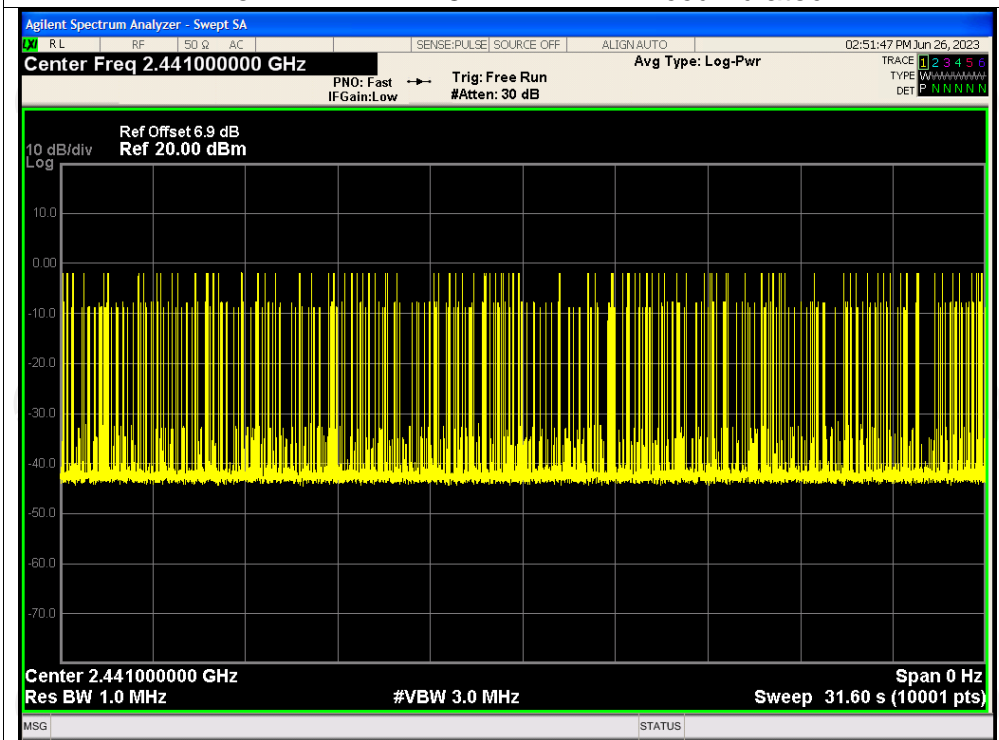 Agilent Spectrum Analyzer - Swept SA
LXI RL RF 50 Ω AC SENSE:PULSE SOURCE OFF ALIGN AUTO 02:51:47 PM Jun 26, 2023
Center Freq 2.441000000 GHz Avg Type: Log-Pwr TRACE 1 2 3 4 5 6
PNO: Fast Trig: Free Run TYPE W
IFGain:Low #Atten: 30 dB DET P N N N N N
Ref Offset 6.9 dB
10 dB/div Ref 20.00 dBm
Log
10.0
0.00
-10.0
-20.0
-30.0
-40.0
-50.0
-60.0
-70.0
Center 2.441000000 GHz Span 0 Hz
Res BW 1.0 MHz #VBW 3.0 MHz Sweep 31.60 s (10001 pts)
MSG STATUS